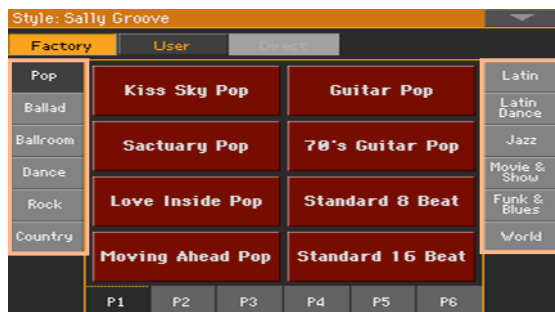 Style: Sally Groove
Factory User Direct
Pop
Ballad
Ballroom
Dance
Rock
Country
Kiss Sky Pop
Guitar Pop
Sactuary Pop
70's Guitar Pop
Love Inside Pop
Standard 8 Beat
Moving Ahead Pop
Standard 16 Beat
Latin
Latin
Dance
Jazz
Movie &
Show
Funk &
Blues
World
P1 P2 P3 P4 P5 P6